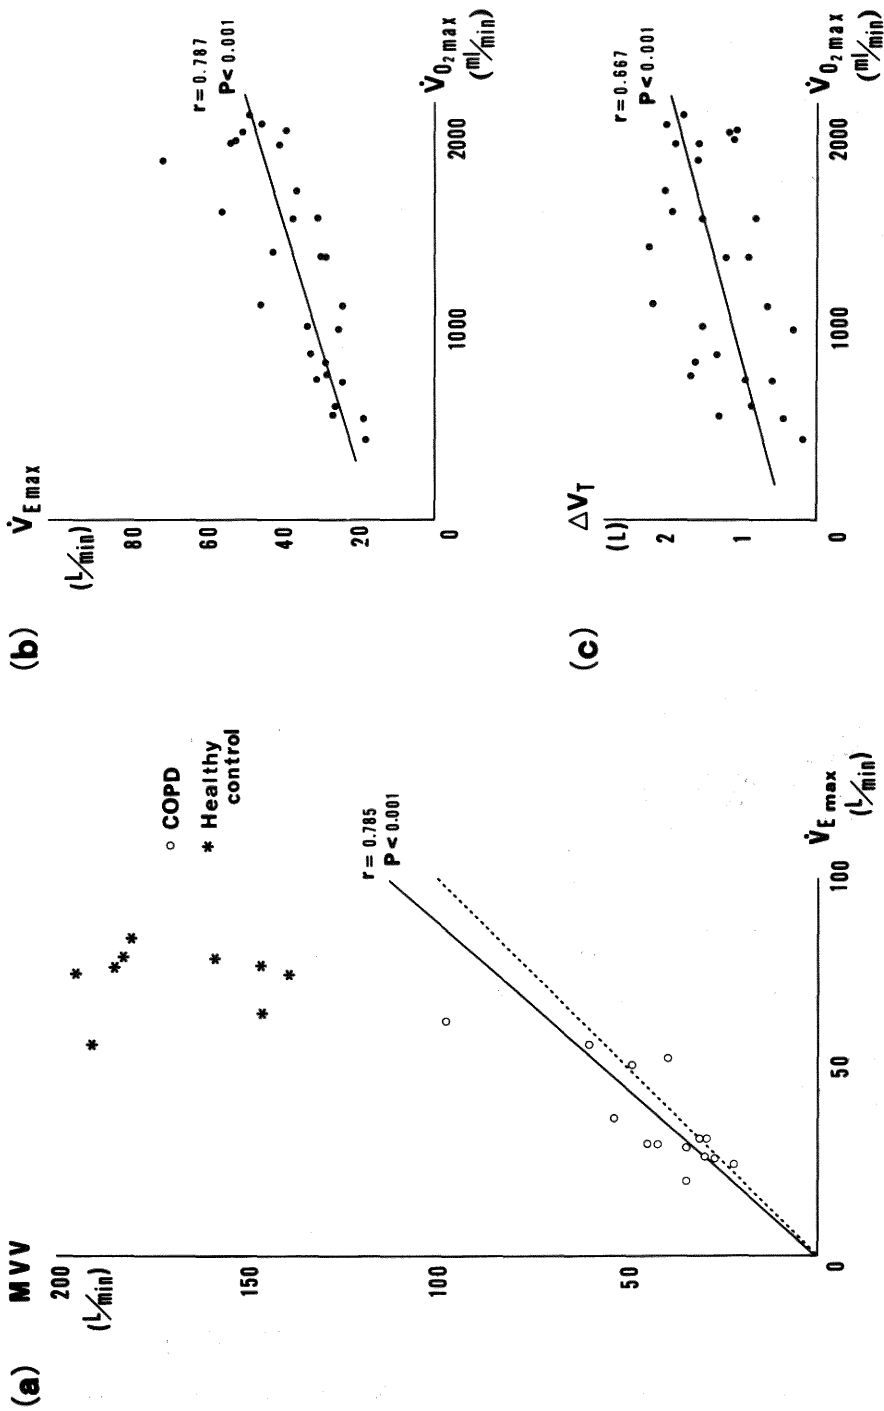 (a)
MVV
200
(L/min)
150
100
50
0
50
100
V̇E max
(L/min)
r = 0.785
P < 0.001
○ COPD
* Healthy
control
(b)
V̇E max
(L/min)
80
60
40
20
0
1000
2000
V̇O2 max
(ml/min)
r = 0.787
P < 0.001
(c)
△VT
(L)
2
1
0
1000
2000
V̇O2 max
(ml/min)
r = 0.667
P < 0.001